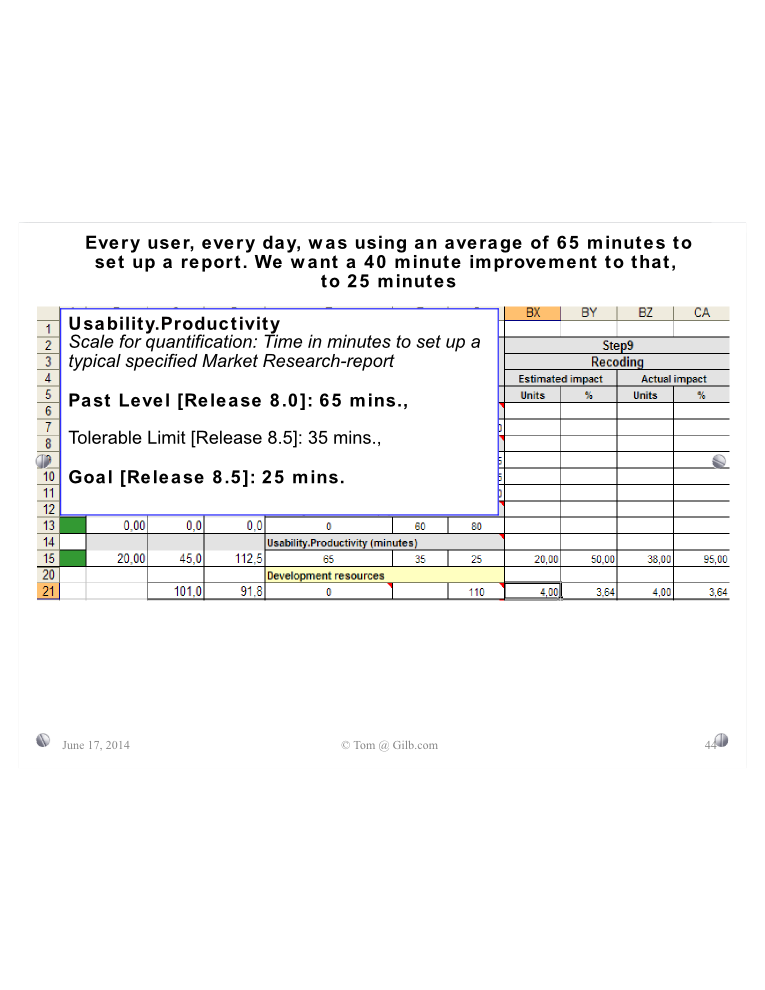 Every user, every day, was using an average of 65 minutes to
set up a report. We want a 40 minute improvement to that,
to 25 minutes
BX BY BZ CA
1
2 Step9
3 Recoding
4 Estimated impact Actual impact
5 Units % Units %
6
7
8
10
11
12
Usability.Productivity
Scale for quantification: Time in minutes to set up a
typical specified Market Research-report
Past Level [Release 8.0]: 65 mins.,
Tolerable Limit [Release 8.5]: 35 mins.,
Goal [Release 8.5]: 25 mins.
13 0,00 0,0 0,0 0 60 80
14 Usability.Productivity (minutes)
15 20,00 45,0 112,5 65 35 25 20,00 50,00 38,00 95,00
20 Development resources
21 101,0 91,8 0 110 4,00 3,64 4,00 3,64
June 17, 2014 © Tom @ Gilb.com 44